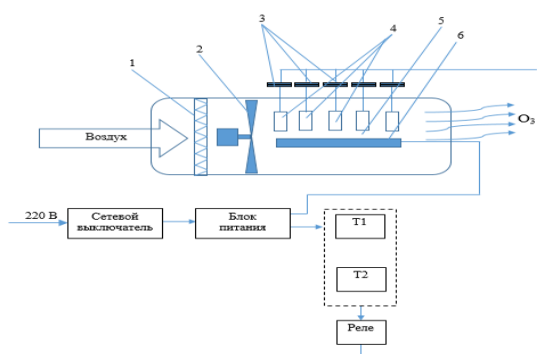 3
4
5
6
1
2
Воздух
O3
220 В
Сетевой
выключатель
Блок
питания
Т1
Т2
Реле